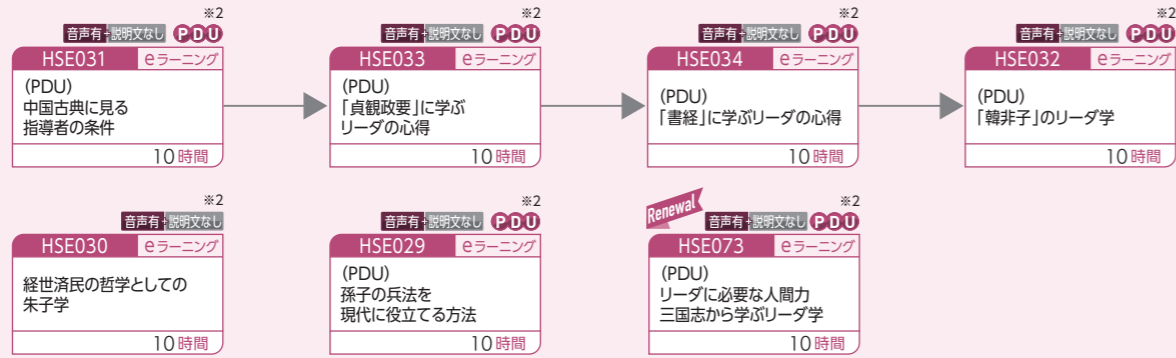 ※2
音声有+説明文なし PDU
HSE031 eラーニング
(PDU)
中国古典に見る
指導者の条件
10時間
※2
音声有+説明文なし PDU
HSE033 eラーニング
(PDU)
「貞観政要」に学ぶ
リーダの心得
10時間
※2
音声有+説明文なし PDU
HSE034 eラーニング
(PDU)
「書経」に学ぶリーダの心得
10時間
※2
音声有+説明文なし PDU
HSE032 eラーニング
(PDU)
「韓非子」のリーダ学
10時間
※2
音声有+説明文なし
HSE030 eラーニング
経世済民の哲学としての
朱子学
10時間
※2
音声有+説明文なし PDU
HSE029 eラーニング
(PDU)
孫子の兵法を
現代に役立てる方法
10時間
Renewal
※2
音声有+説明文なし PDU
HSE073 eラーニング
(PDU)
リーダに必要な人間力
三国志から学ぶリーダ学
10時間